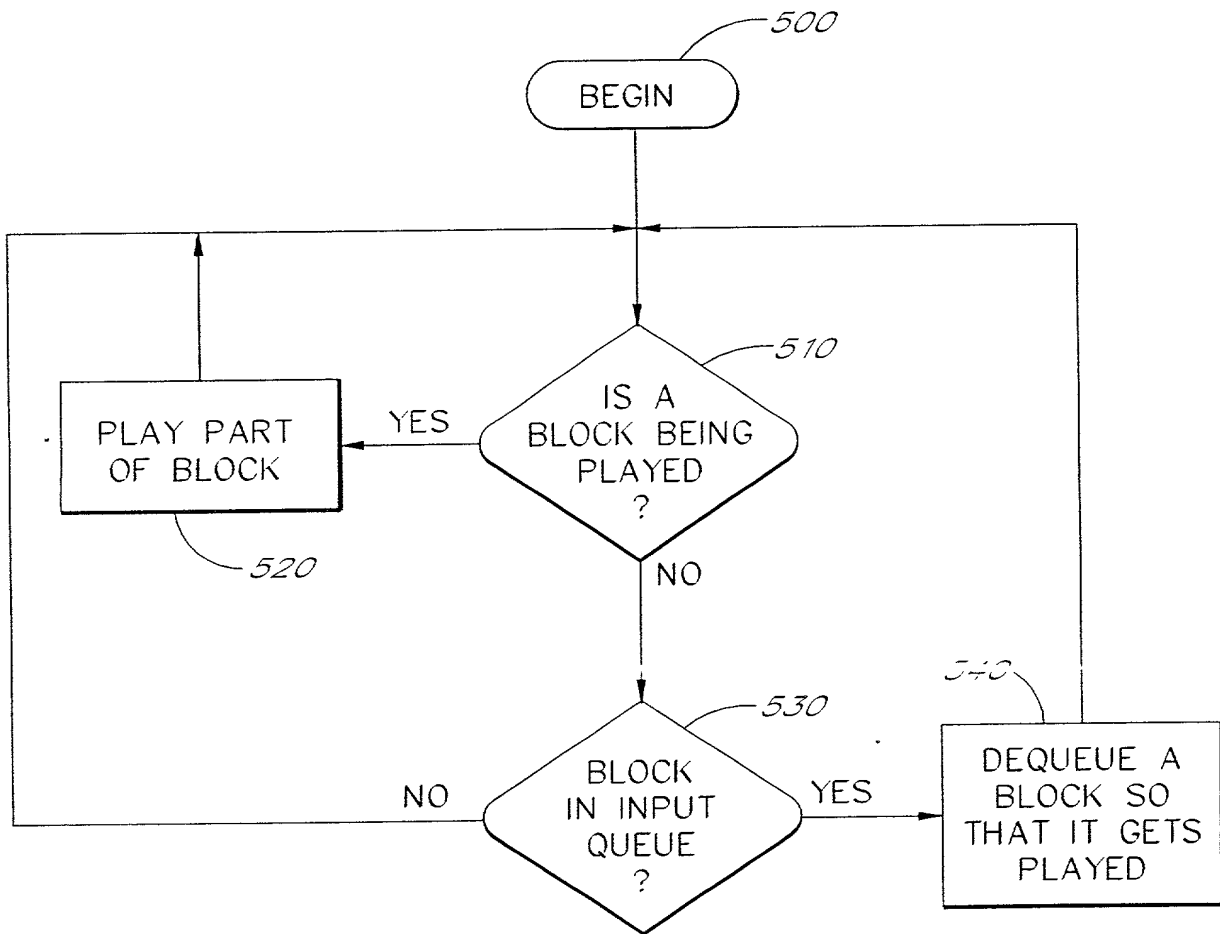 500
BEGIN
510
IS A
BLOCK BEING
PLAYED
?
YES
PLAY PART
OF BLOCK
520
NO
530
BLOCK
IN INPUT
QUEUE
?
NO
YES
DEQUEUE A
BLOCK SO
THAT IT GETS
PLAYED